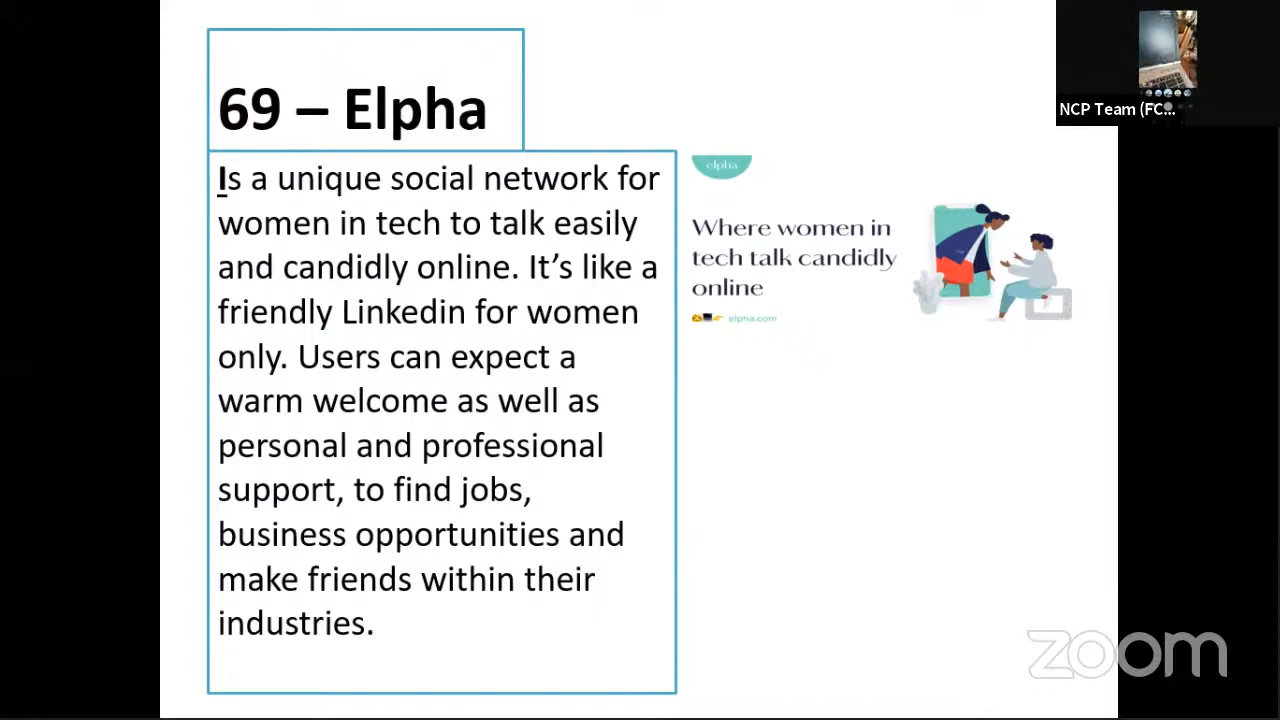 69 – Elpha
Is a unique social network for
women in tech to talk easily
and candidly online. It’s like a
friendly Linkedin for women
only. Users can expect a
warm welcome as well as
personal and professional
support, to find jobs,
business opportunities and
make friends within their
industries.
elpha
Where women in
tech talk candidly
online
elpha.com
NCP Team (FC...
zoom